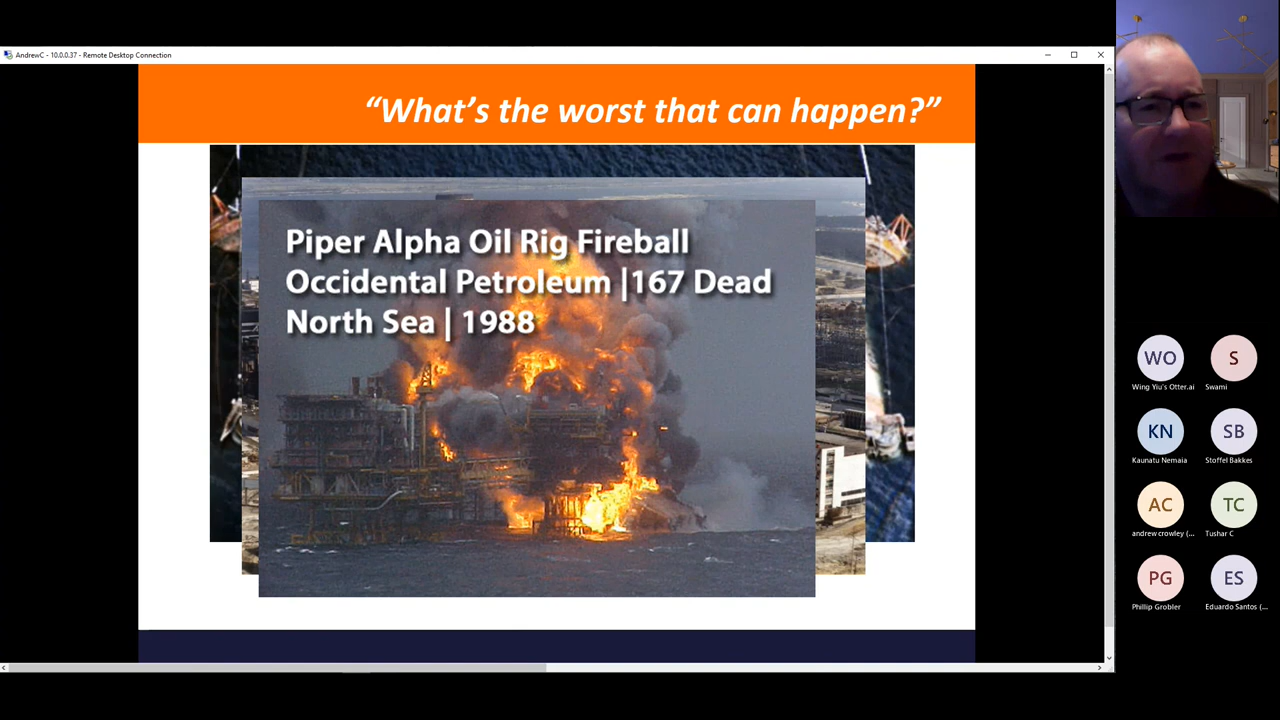 AndrewC - 10.0.0.37 - Remote Desktop Connection
“What’s the worst that can happen?”
Piper Alpha Oil Rig Fireball
Occidental Petroleum |167 Dead
North Sea | 1988
WO
S
Wing Yiu's Otter.ai
Swami
KN
SB
Kaunatu Nemaia
Stoffel Bakkes
AC
TC
andrew crowley (...
Tushar C
PG
ES
Phillip Grobler
Eduardo Santos (...